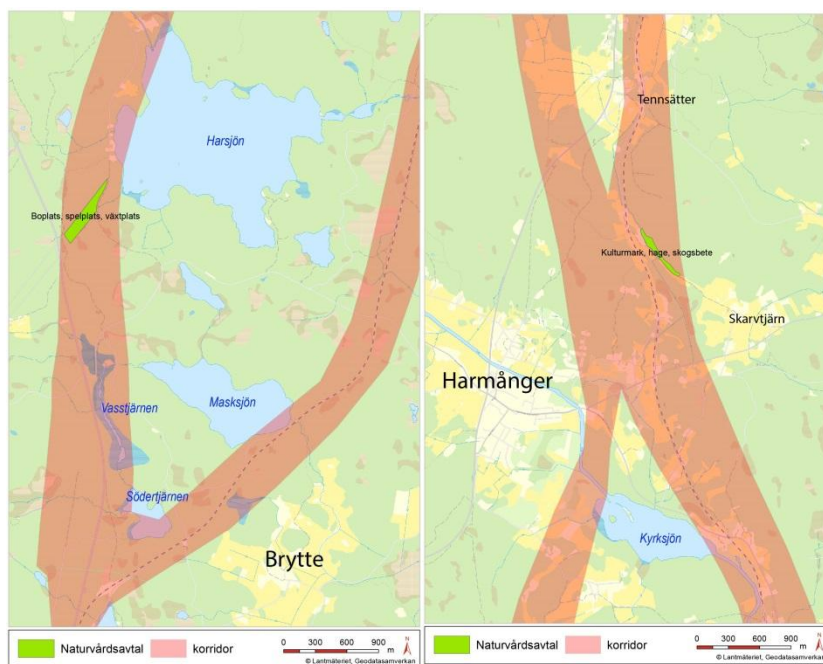 Harsjön
Boplats, spelplats, växtplats
Vasstjärnen
Masksjön
Södertjärnen
Brytte
Naturvårdsavtal
korridor
0 300 600 900
m
N
© Lantmäteriet, Geodatasamverkan
Tennsätter
Kulturmark, hage, skogsbete
Skarvtjärn
Harmånger
Kyrksjön
Naturvårdsavtal
korridor
0 300 600 900
m
N
© Lantmäteriet, Geodatasamverkan